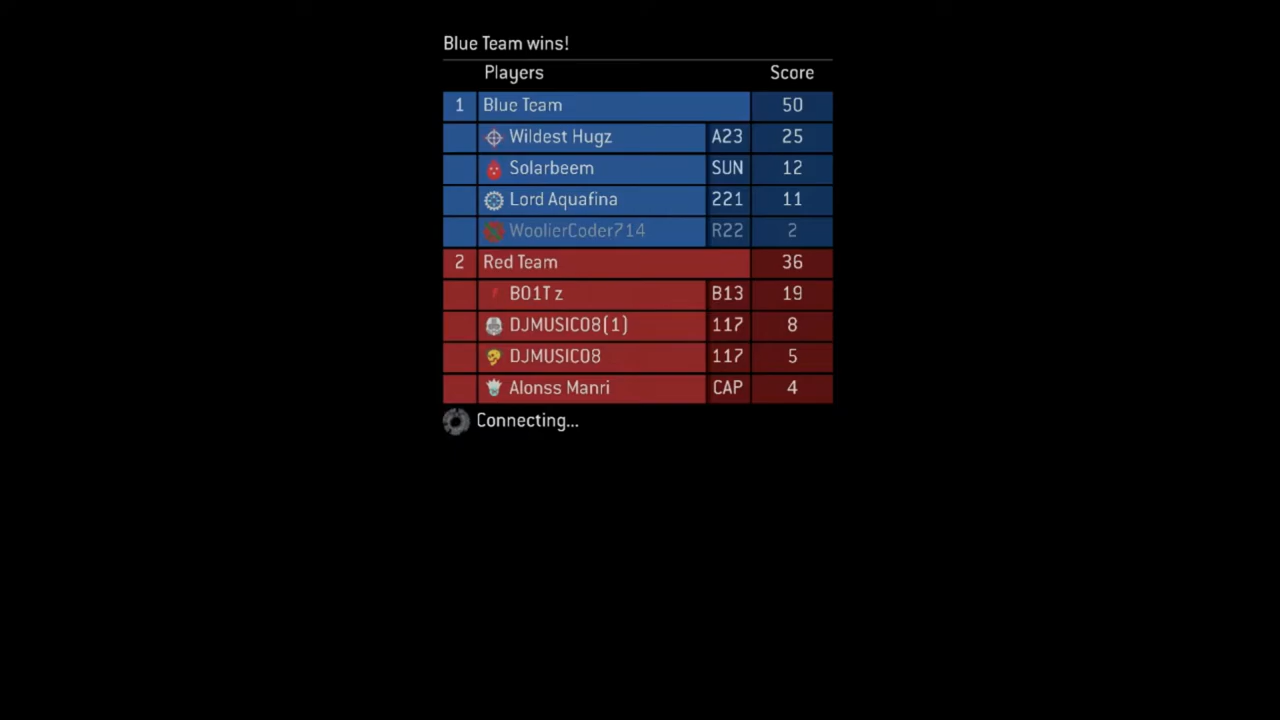 Blue Team wins!
Players Score
1 Blue Team 50
Wildest Hugz A23 25
Solarbeem SUN 12
Lord Aquafina 221 11
WoolierCoder714 R22 2
2 Red Team 36
B01T z B13 19
DJMUSIC08(1) 117 8
DJMUSIC08 117 5
Alonss Manri CAP 4
Connecting...